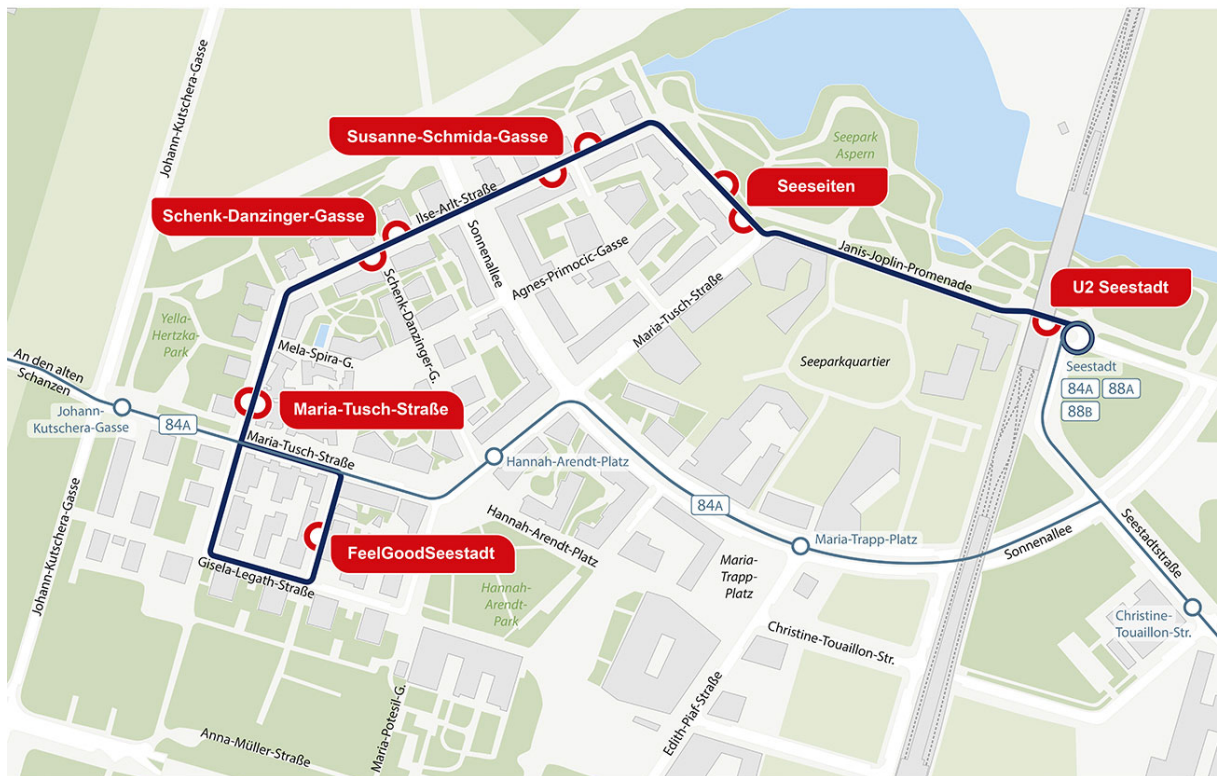 Johann-Kutschera-Gasse
Susanne-Schmida-Gasse
Seepark
Aspern
Seeseiten
Schenk-Danzinger-Gasse
Ilse-Arlt-Straße
Sonnenallee
Agnes-Primocic-Gasse
Janis-Joplin-Promenade
U2 Seestadt
Schenk-Danzinger-G.
Maria-Tusch-Straße
Yella-
Hertzka-
Park
Mela-Spira-G.
Seeparkquartier
An den alten
Schanzen
Seestadt
84A
88A
88B
Johann-
Kutschera-Gasse
84A
Maria-Tusch-Straße
Maria-Tusch-Straße
Hannah-Arendt-Platz
84A
Johann-Kutschera-Gasse
Hannah-Arendt-Platz
Maria-Trapp-Platz
Sonnenallee
Seestadtstraße
FeelGoodSeestadt
Gisela-Legath-Straße
Maria-
Trapp-
Platz
Hannah-
Arendt-
Park
Christine-
Touaillon-Str.
Christine-Touaillon-Str.
Edith-Piaf-Straße
Maria-Potesil-G.
Anna-Müller-Straße